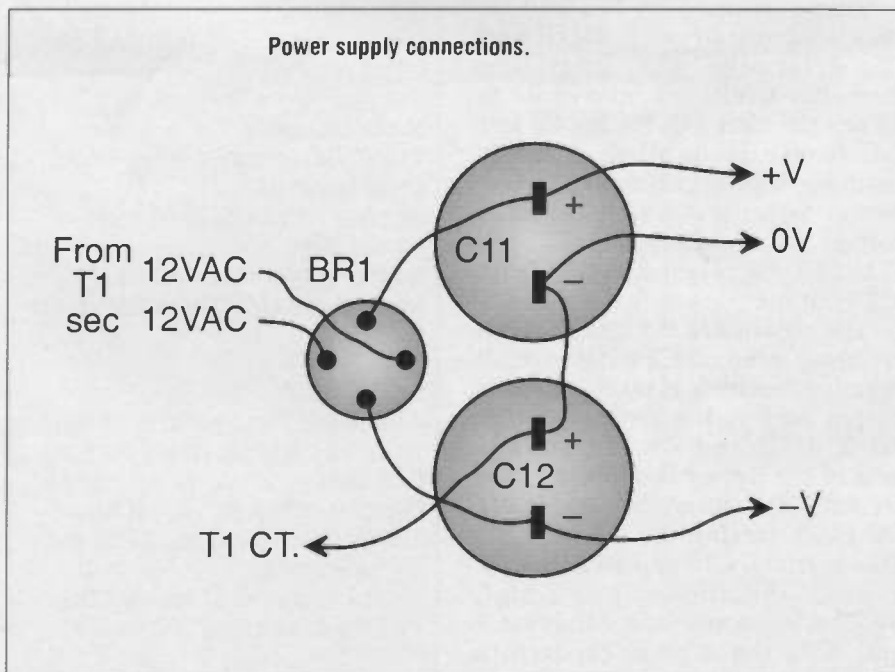 Power supply connections.
+V
0V
From
T1
sec
12VAC
12VAC
BR1
C11
+
–
C12
+
–
–V
T1 CT.